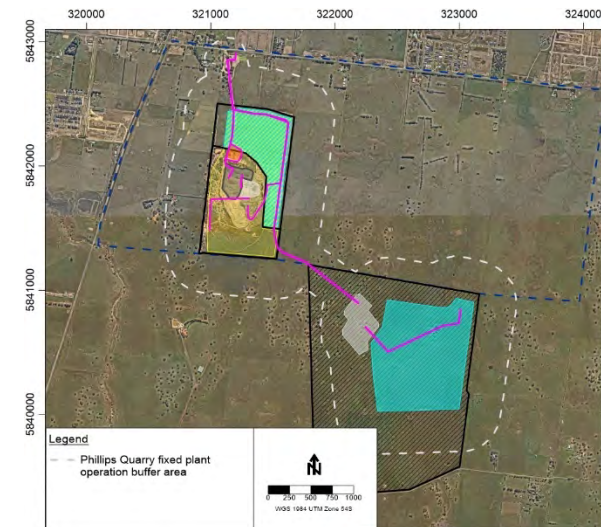 320000 321000 322000 323000 324000
5843000
5842000
5841000
5840000
Legend
Phillips Quarry fixed plant
operation buffer area
N
0 250 500 750 1000
WGS 1984 UTM Zone 54S